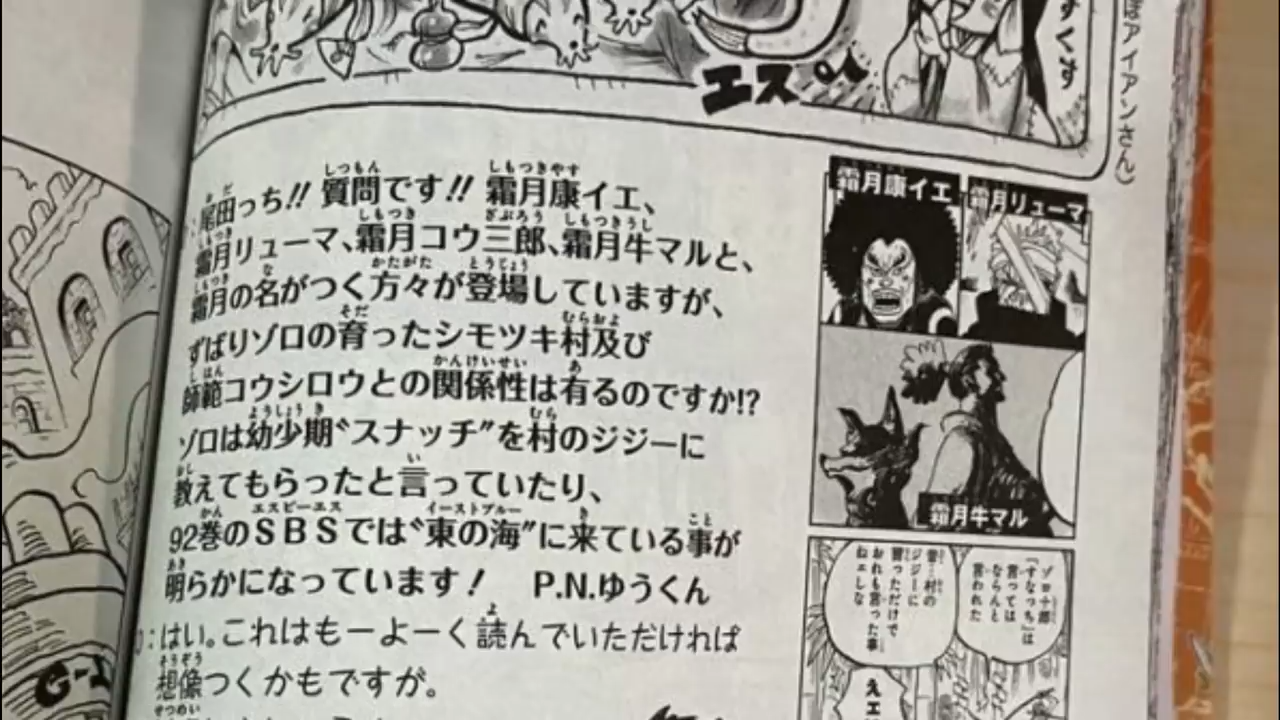 エスペ
ぼアイアンさん)
尾田っち!! 質問です!! 霜月康イエ、
霜月リューマ、霜月コウ三郎、霜月牛マルと、
霜月の名がつく方々が登場していますが、
ずばりゾロの育ったシモツキ村及び
師範コウシロウとの関係性は有るのですか!?
ゾロは幼少期“スナッチ”を村のジジーに
教えてもらったと言っていたり、
92巻のSBSでは“東の海”に来ている事が
明らかになっています! P.N.ゆうくん
:はい。これはもーよーく読んでいただければ
想像つくかもですが。
霜月康イエ
霜月リューマ
霜月牛マル
ゾロ十郎
「すなっち」は
言っては
ならんと
言われた
昔、村の
ジジーに
習っただけで
おれも言った事
ねェしな
G-1